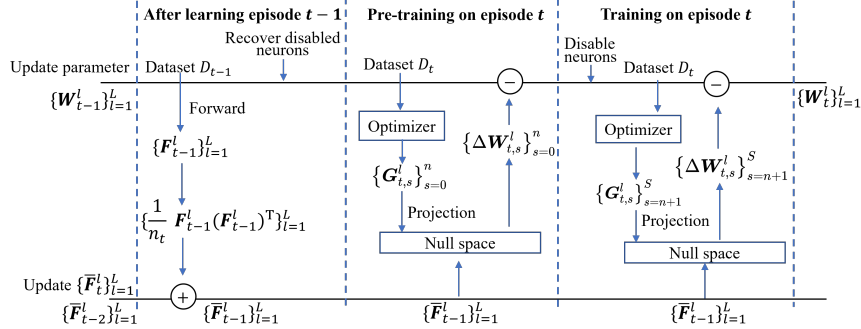 After learning episode t − 1
Pre-training on episode t
Training on episode t
Recover disabled
neurons
Disable
neurons
Update parameter
Dataset D_{t−1}
Dataset D_t
Dataset D_t
{W^l_{t−1}}^L_{l=1}
{W^l_t}^L_{l=1}
Forward
Optimizer
Optimizer
{F^l_{t−1}}^L_{l=1}
{ΔW^l_{t,s}}^n_{s=0}
{ΔW^l_{t,s}}^S_{s=n+1}
{G^l_{t,s}}^n_{s=0}
{G^l_{t,s}}^S_{s=n+1}
{1/n_t F^l_{t−1}(F^l_{t−1})^T}^L_{l=1}
Projection
Projection
Null space
Null space
Update {F̅^l_t}^L_{l=1}
{F̅^l_{t−2}}^L_{l=1}
{F̅^l_{t−1}}^L_{l=1}
{F̅^l_{t−1}}^L_{l=1}
{F̅^l_{t−1}}^L_{l=1}